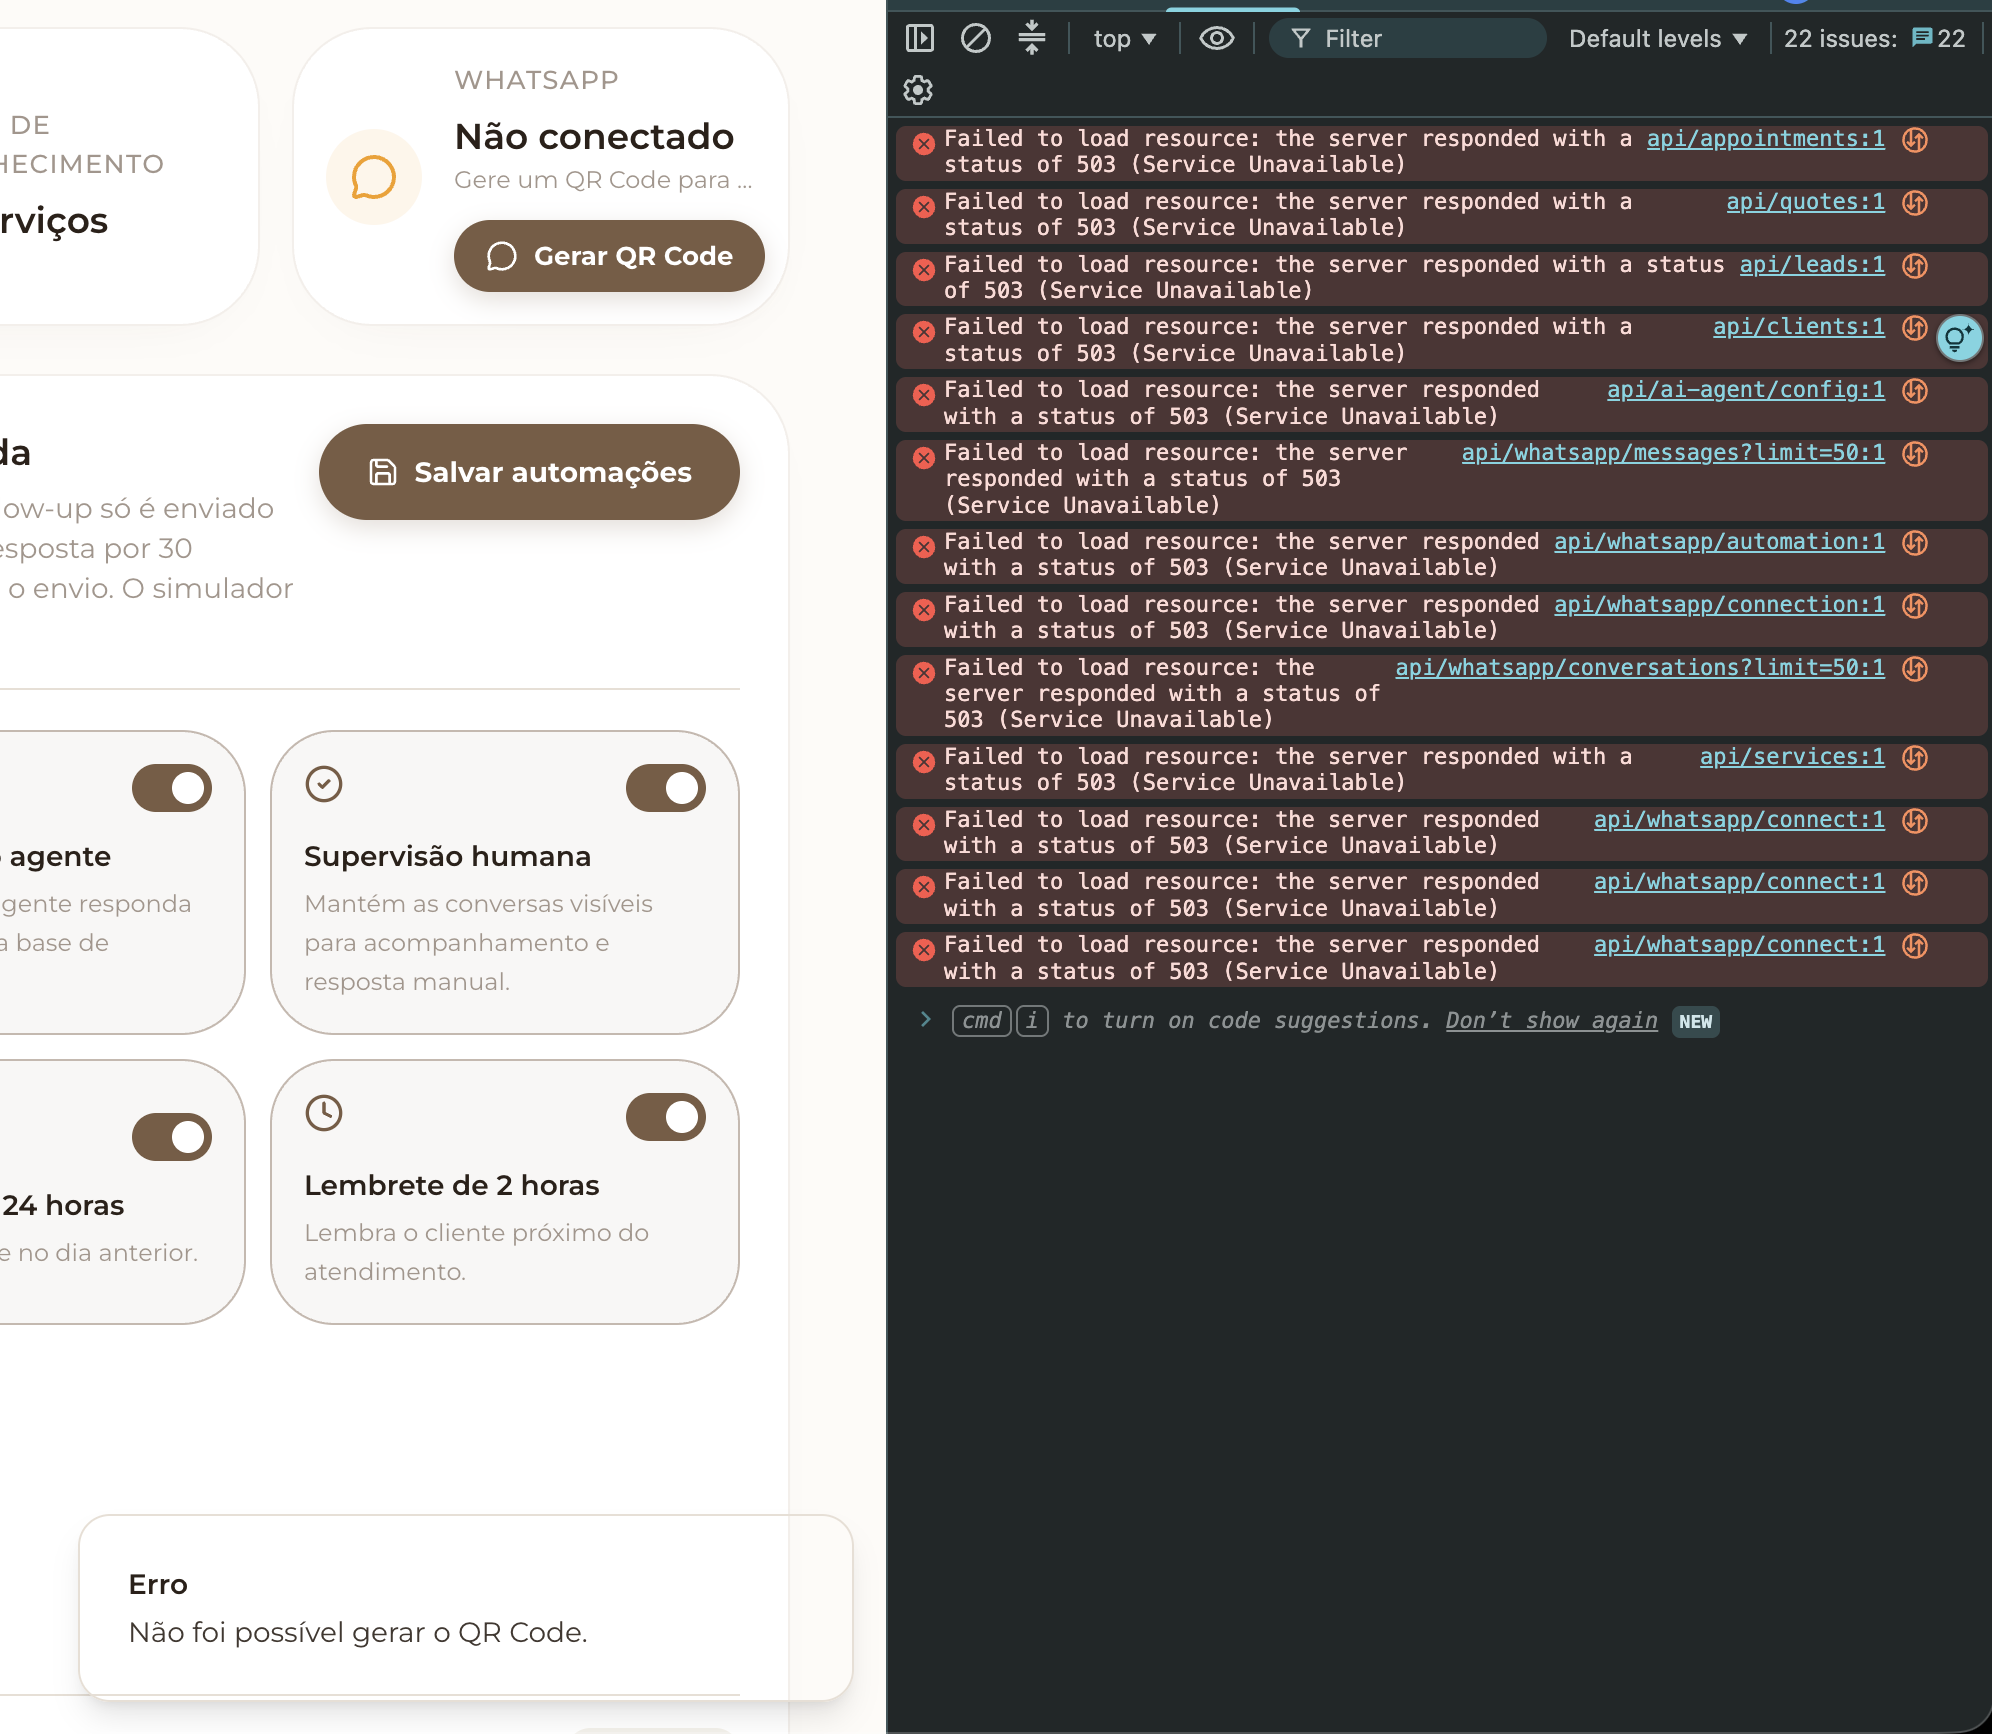 DE
HECIMENTO
rviços
WHATSAPP
Não conectado
Gere um QR Code para ...
Gerar QR Code
da
ow-up só é enviado
esposta por 30
o envio. O simulador
Salvar automações
o agente
gente responda
a base de
Supervisão humana
Mantém as conversas visíveis
para acompanhamento e
resposta manual.
24 horas
e no dia anterior.
Lembrete de 2 horas
Lembra o cliente próximo do
atendimento.
Erro
Não foi possível gerar o QR Code.
top
Filter
Default levels
22 issues:
22
Failed to load resource: the server responded with a api/appointments:1
status of 503 (Service Unavailable)
Failed to load resource: the server responded with a api/quotes:1
status of 503 (Service Unavailable)
Failed to load resource: the server responded with a status api/leads:1
of 503 (Service Unavailable)
Failed to load resource: the server responded with a api/clients:1
status of 503 (Service Unavailable)
Failed to load resource: the server responded api/ai-agent/config:1
with a status of 503 (Service Unavailable)
Failed to load resource: the server api/whatsapp/messages?limit=50:1
responded with a status of 503
(Service Unavailable)
Failed to load resource: the server responded api/whatsapp/automation:1
with a status of 503 (Service Unavailable)
Failed to load resource: the server responded api/whatsapp/connection:1
with a status of 503 (Service Unavailable)
Failed to load resource: the api/whatsapp/conversations?limit=50:1
server responded with a status of
503 (Service Unavailable)
Failed to load resource: the server responded with a api/services:1
status of 503 (Service Unavailable)
Failed to load resource: the server responded api/whatsapp/connect:1
with a status of 503 (Service Unavailable)
Failed to load resource: the server responded api/whatsapp/connect:1
with a status of 503 (Service Unavailable)
Failed to load resource: the server responded api/whatsapp/connect:1
with a status of 503 (Service Unavailable)
cmd i to turn on code suggestions. Don't show again NEW